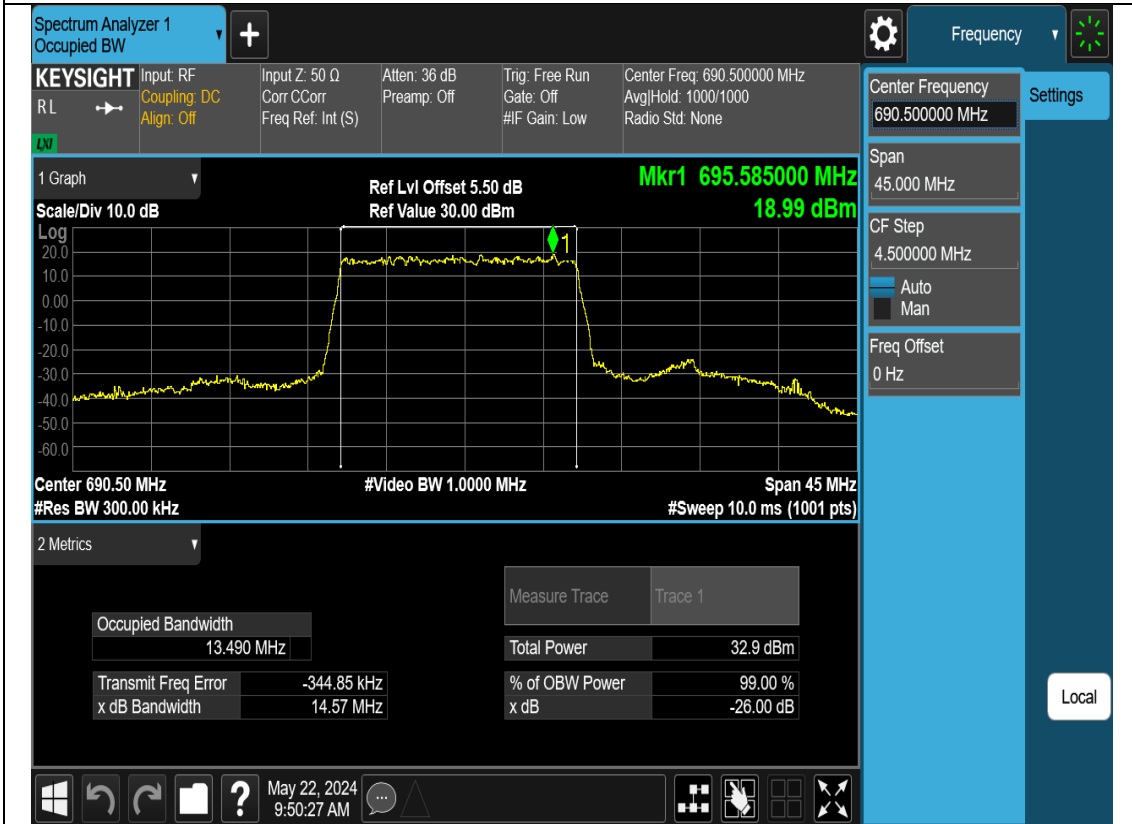 Spectrum Analyzer 1
Occupied BW
+
Frequency
KEYSIGHT
RL
LXI
Input: RF
Coupling: DC
Align: Off
Input Z: 50 Ω
Corr CCorr
Freq Ref: Int (S)
Atten: 36 dB
Preamp: Off
Trig: Free Run
Gate: Off
#IF Gain: Low
Center Freq: 690.500000 MHz
Avg|Hold: 1000/1000
Radio Std: None
Center Frequency
690.500000 MHz
Settings
Span
45.000 MHz
CF Step
4.500000 MHz
Auto
Man
Freq Offset
0 Hz
Local
1 Graph
Scale/Div 10.0 dB
Ref Lvl Offset 5.50 dB
Ref Value 30.00 dBm
Mkr1 695.585000 MHz
18.99 dBm
Log
1
20.0
10.0
0.00
-10.0
-20.0
-30.0
-40.0
-50.0
-60.0
Center 690.50 MHz
#Video BW 1.0000 MHz
Span 45 MHz
#Res BW 300.00 kHz
#Sweep 10.0 ms (1001 pts)
2 Metrics
Measure Trace Trace 1
Occupied Bandwidth
13.490 MHz
Total Power 32.9 dBm
Transmit Freq Error -344.85 kHz
% of OBW Power 99.00 %
x dB Bandwidth 14.57 MHz
x dB -26.00 dB
?
May 22, 2024
9:50:27 AM